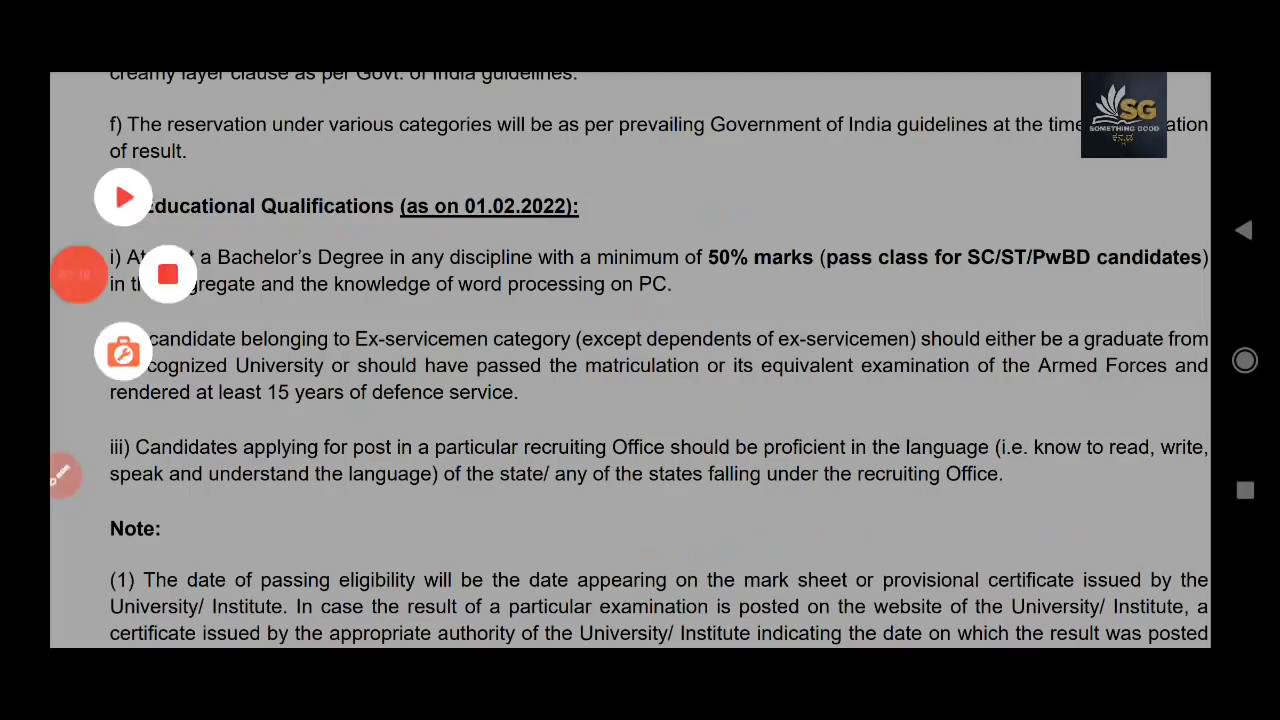 creamy layer clause as per Govt. of India guidelines.
SG
SOMETHING GOOD
ಕನ್ನಡ
f) The reservation under various categories will be as per prevailing Government of India guidelines at the time ation
of result.
Educational Qualifications (as on 01.02.2022):
i) At a Bachelor’s Degree in any discipline with a minimum of 50% marks (pass class for SC/ST/PwBD candidates)
in gregate and the knowledge of word processing on PC.
candidate belonging to Ex-servicemen category (except dependents of ex-servicemen) should either be a graduate from
cognized University or should have passed the matriculation or its equivalent examination of the Armed Forces and
rendered at least 15 years of defence service.
iii) Candidates applying for post in a particular recruiting Office should be proficient in the language (i.e. know to read, write,
speak and understand the language) of the state/ any of the states falling under the recruiting Office.
Note:
(1) The date of passing eligibility will be the date appearing on the mark sheet or provisional certificate issued by the
University/ Institute. In case the result of a particular examination is posted on the website of the University/ Institute, a
certificate issued by the appropriate authority of the University/ Institute indicating the date on which the result was posted